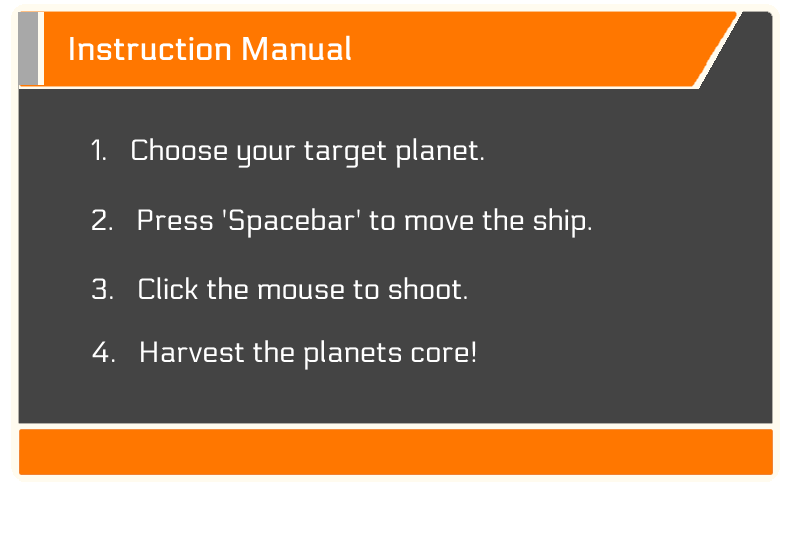 Instruction Manual
1. Choose your target planet.
2. Press 'Spacebar' to move the ship.
3. Click the mouse to shoot.
4. Harvest the planets core!